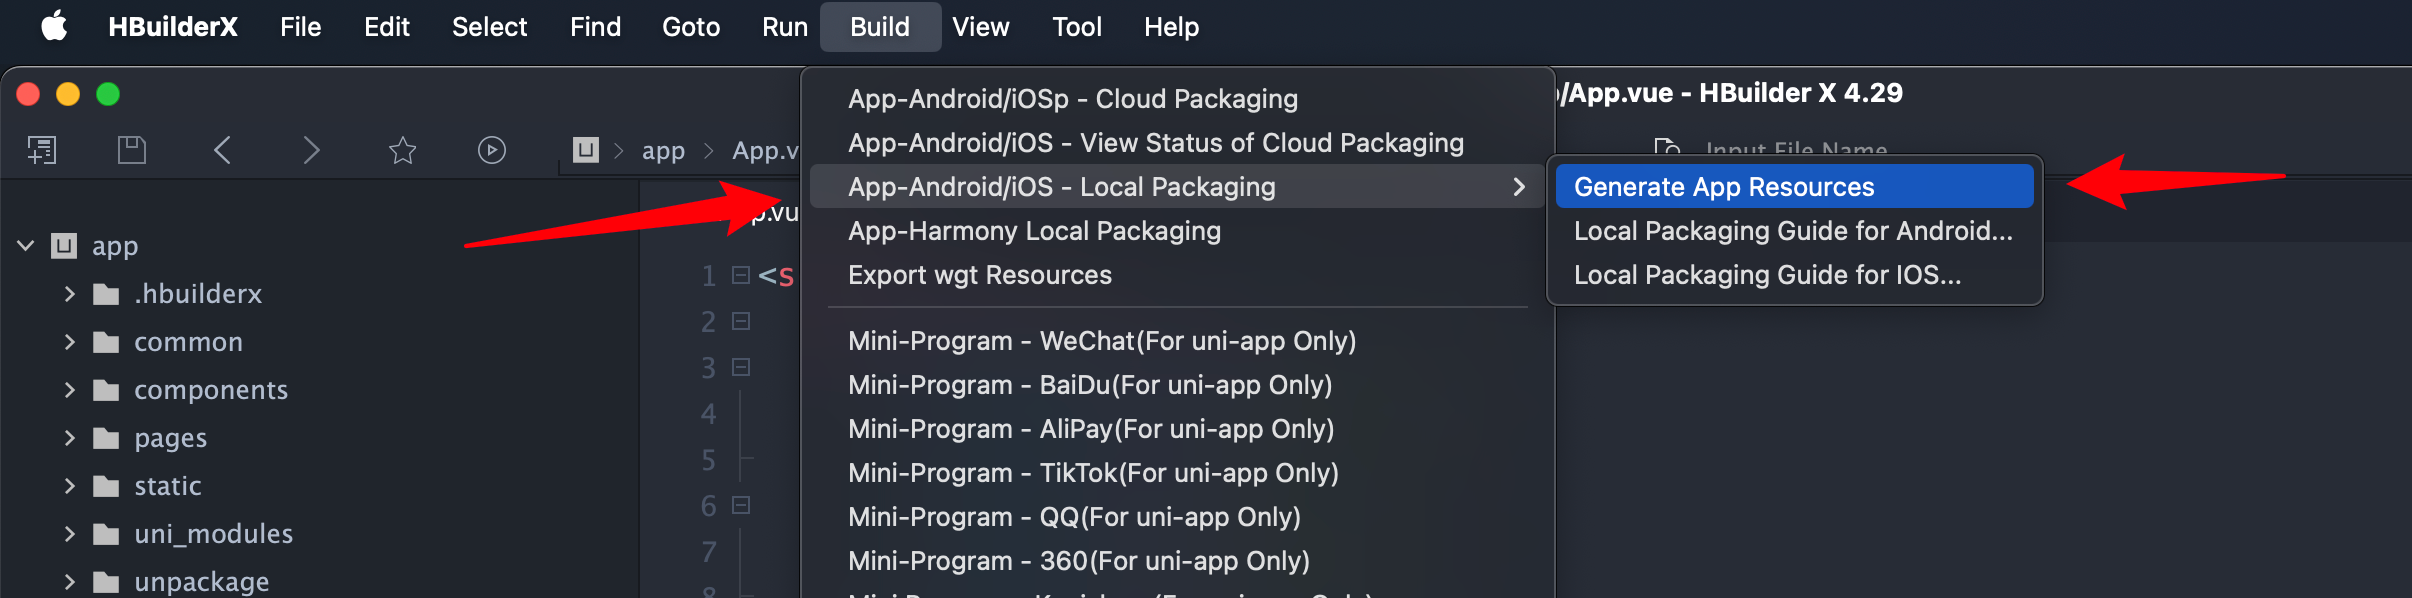 HBuilderX File Edit Select Find Goto Run Build View Tool Help
/App.vue - HBuilder X 4.29
app App.v
Input File Name
App-Android/iOSp - Cloud Packaging
App-Android/iOS - View Status of Cloud Packaging
App-Android/iOS - Local Packaging
App-Harmony Local Packaging
Export wgt Resources
Mini-Program - WeChat(For uni-app Only)
Mini-Program - BaiDu(For uni-app Only)
Mini-Program - AliPay(For uni-app Only)
Mini-Program - TikTok(For uni-app Only)
Mini-Program - QQ(For uni-app Only)
Mini-Program - 360(For uni-app Only)
Generate App Resources
Local Packaging Guide for Android...
Local Packaging Guide for IOS...
app
.hbuilderx
common
components
pages
static
uni_modules
unpackage
p.vu
1 <s
2
3
4
5
6
7
8